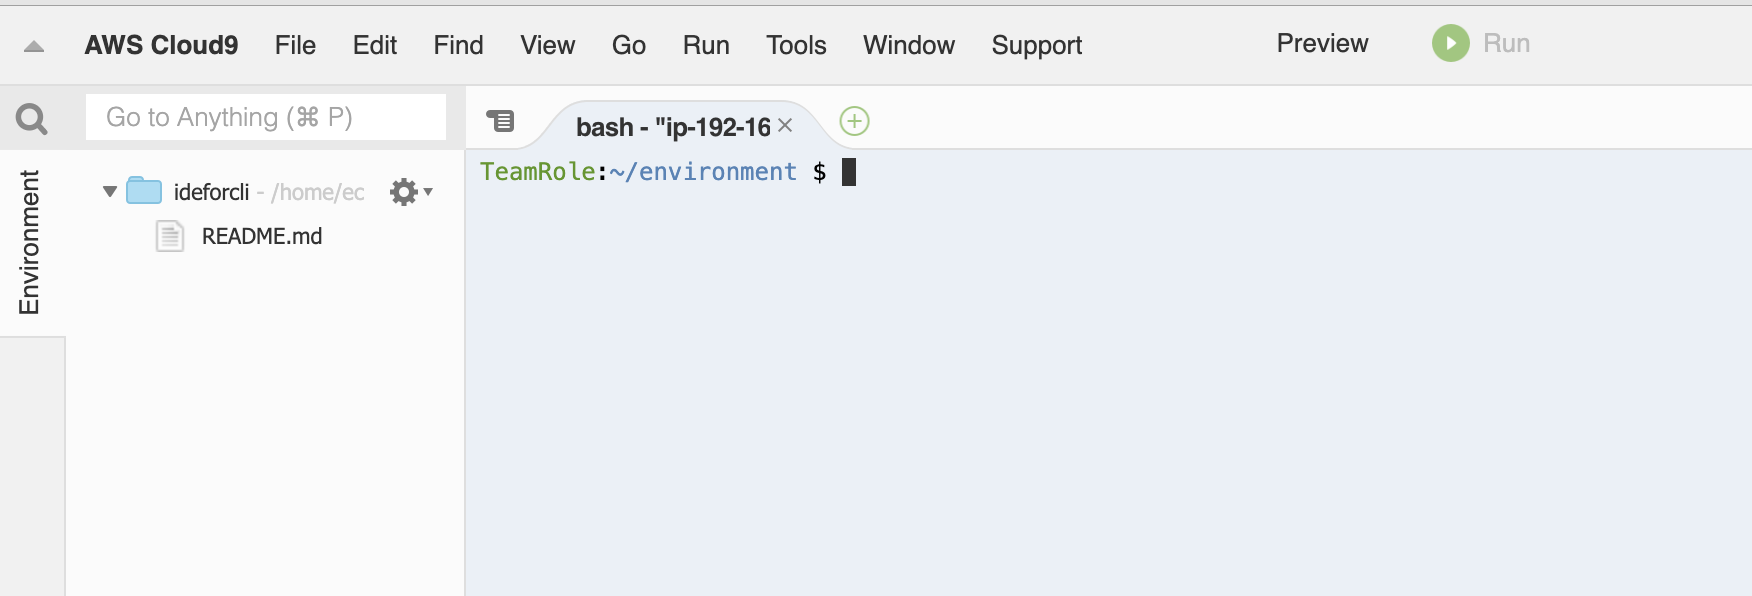 AWS Cloud9 File Edit Find View Go Run Tools Window Support Preview Run
Go to Anything (⌘ P)
bash - "ip-192-16
Environment
ideforcli - /home/ec
README.md
TeamRole:~/environment $